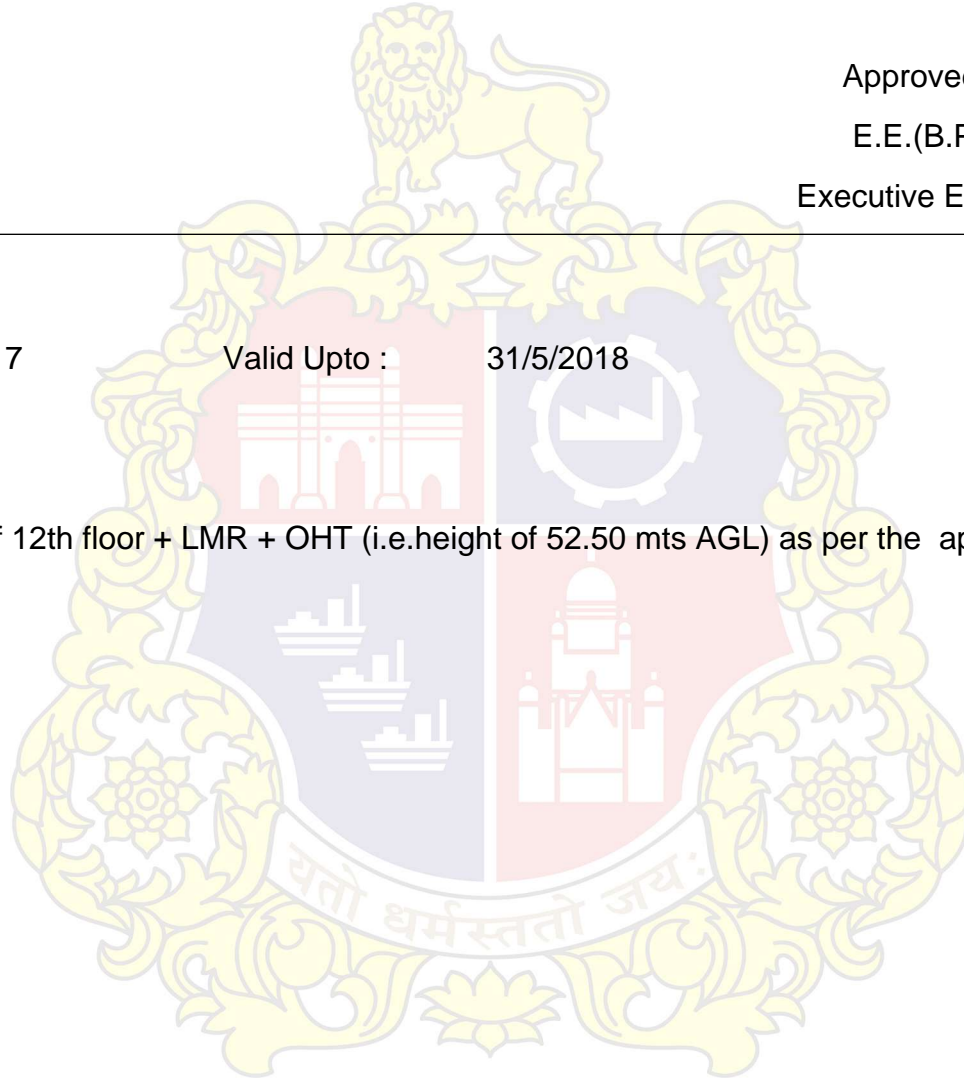 Approved
E.E.(B.P
Executive E
7 Valid Upto : 31/5/2018
f 12th floor + LMR + OHT (i.e.height of 52.50 mts AGL) as per the ap
यतो धर्मस्ततो जय: